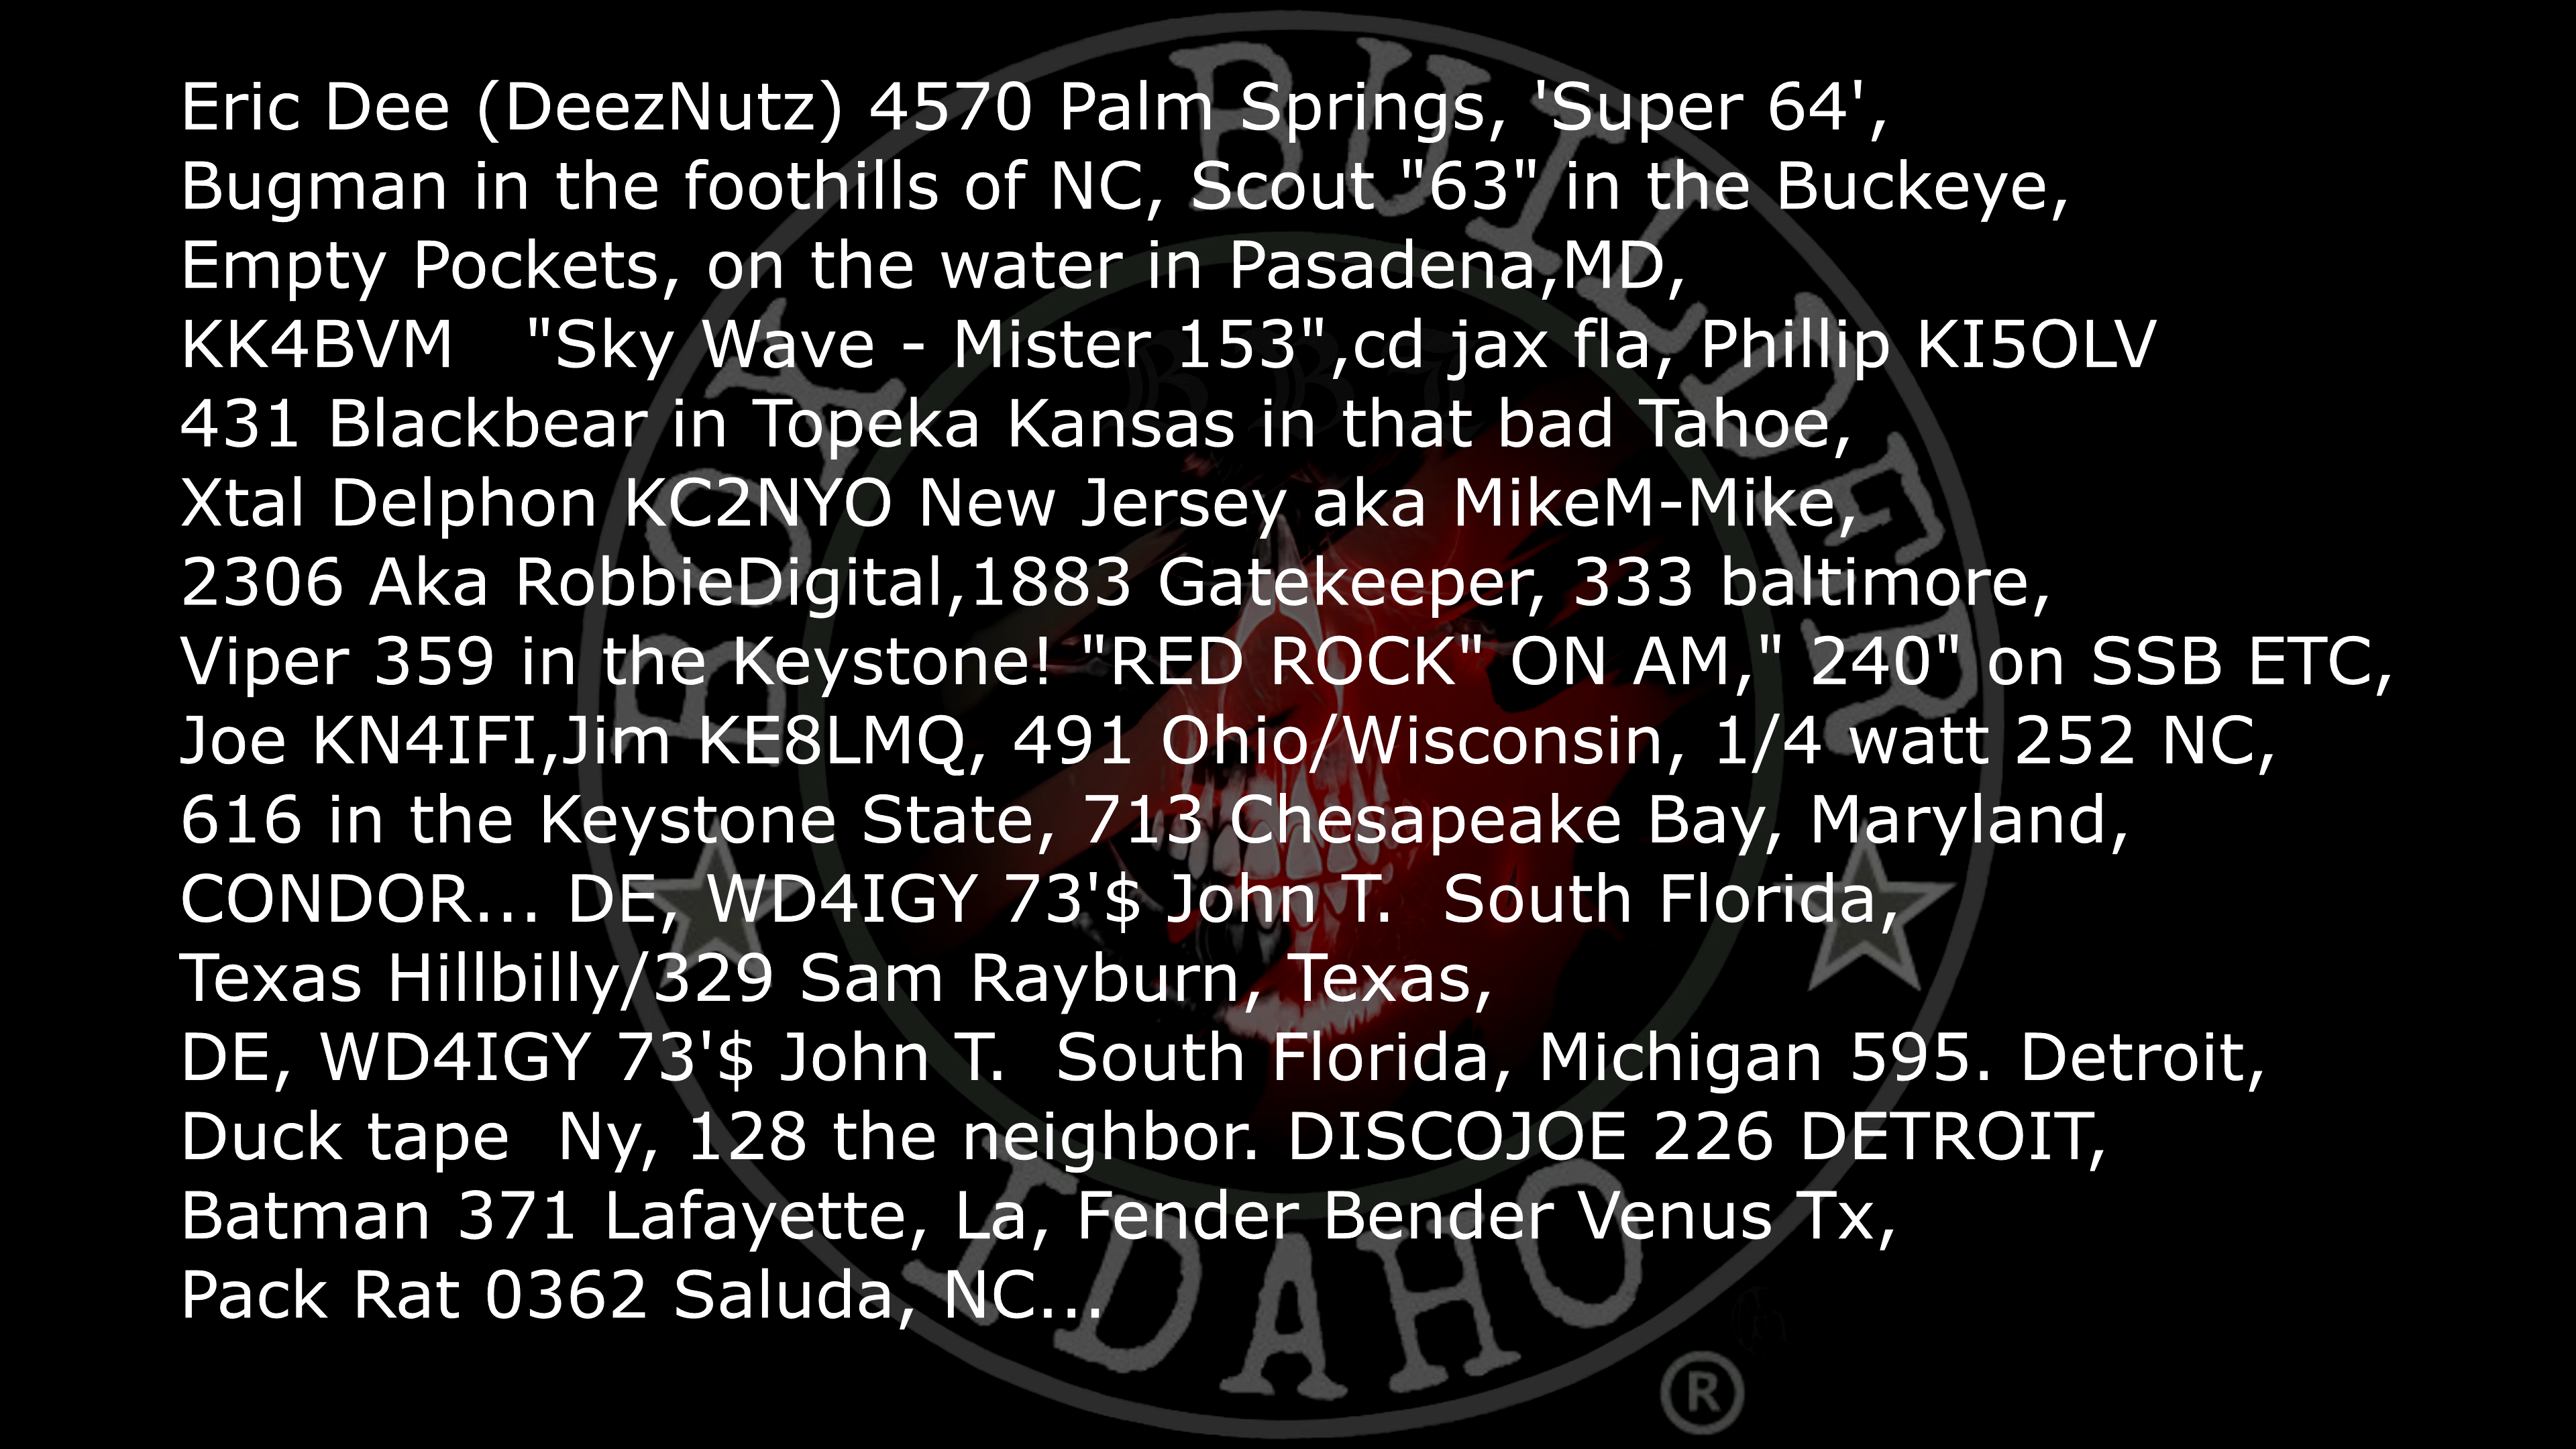 Eric Dee (DeezNutz) 4570 Palm Springs, 'Super 64',
Bugman in the foothills of NC, Scout "63" in the Buckeye,
Empty Pockets, on the water in Pasadena,MD,
KK4BVM   "Sky Wave - Mister 153",cd jax fla, Phillip KI5OLV
431 Blackbear in Topeka Kansas in that bad Tahoe,
Xtal Delphon KC2NYO New Jersey aka MikeM-Mike,
2306 Aka RobbieDigital,1883 Gatekeeper, 333 baltimore,
Viper 359 in the Keystone! "RED ROCK" ON AM," 240" on SSB ETC,
Joe KN4IFI,Jim KE8LMQ, 491 Ohio/Wisconsin, 1/4 watt 252 NC,
616 in the Keystone State, 713 Chesapeake Bay, Maryland,
CONDOR... DE, WD4IGY 73'$ John T.  South Florida,
Texas Hillbilly/329 Sam Rayburn, Texas,
DE, WD4IGY 73'$ John T.  South Florida, Michigan 595. Detroit,
Duck tape  Ny, 128 the neighbor. DISCOJOE 226 DETROIT,
Batman 371 Lafayette, La, Fender Bender Venus Tx,
Pack Rat 0362 Saluda, NC...
BOY BUILDER
IDAHO
®